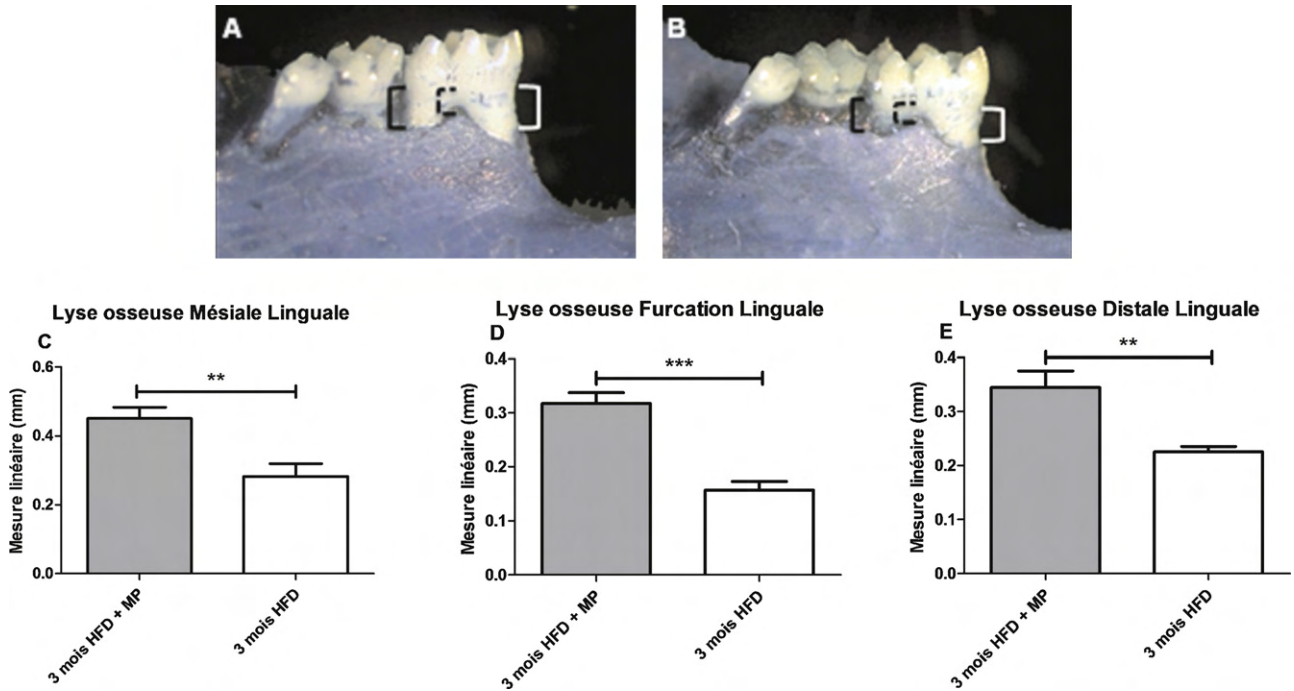 A
B
Lyse osseuse Mésiale Linguale
C
Mesure linéaire (mm)
0.6
0.4
0.2
0.0
**
3 mois HFD + MP
3 mois HFD
Lyse osseuse Furcation Linguale
D
Mesure linéaire (mm)
0.4
0.3
0.2
0.1
0.0
***
3 mois HFD + MP
3 mois HFD
Lyse osseuse Distale Linguale
E
Mesure linéaire (mm)
0.4
0.3
0.2
0.1
0.0
**
3 mois HFD + MP
3 mois HFD